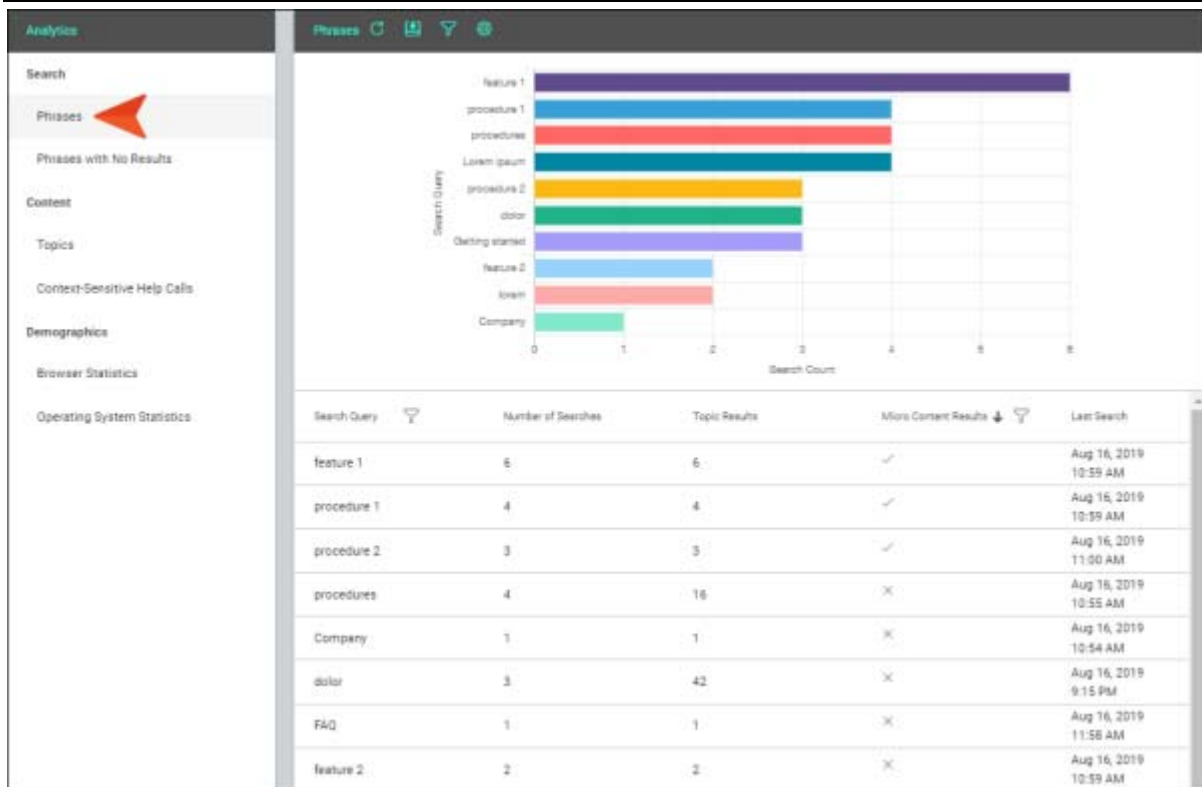 Analytics
Phrases
Search
Phrases
Phrases with No Results
Content
Topics
Context-Sensitive Help Calls
Demographics
Browser Statistics
Operating System Statistics
Search Query
feature 1
procedure 1
procedures
Lorem ipsum
procedure 2
dolor
Getting started
feature 2
lorem
Company
0 1 2 3 4 5 6
Search Count
Search Query Number of Searches Topic Results Micro Content Results Last Search
feature 1 6 6 Aug 16, 2019
10:59 AM
procedure 1 4 4 Aug 16, 2019
10:59 AM
procedure 2 3 3 Aug 16, 2019
11:00 AM
procedures 4 16 Aug 16, 2019
10:55 AM
Company 1 1 Aug 16, 2019
10:54 AM
dolor 3 42 Aug 16, 2019
9:15 PM
FAQ 1 1 Aug 16, 2019
11:58 AM
feature 2 2 2 Aug 16, 2019
10:59 AM